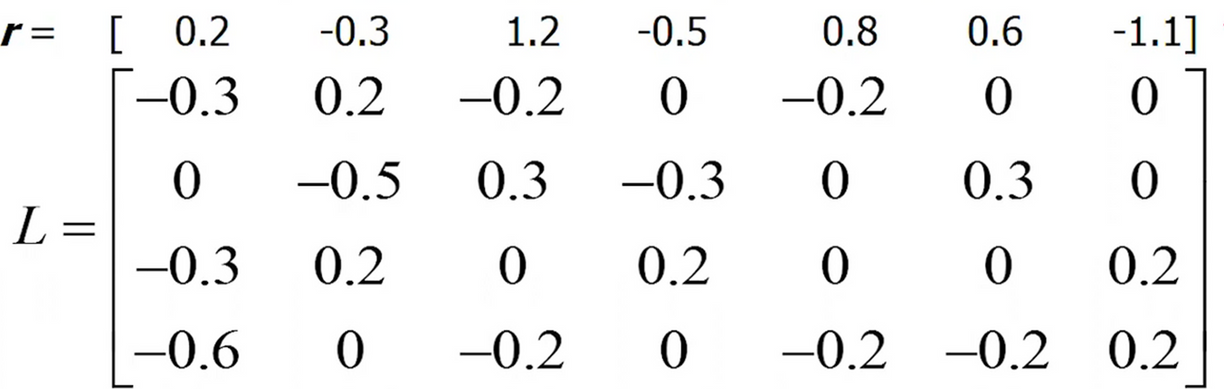 r = [ 0.2 -0.3 1.2 -0.5 0.8 0.6 -1.1]
–0.3 0.2 –0.2 0 –0.2 0 0
0 –0.5 0.3 –0.3 0 0.3 0
L =
–0.3 0.2 0 0.2 0 0 0.2
–0.6 0 –0.2 0 –0.2 –0.2 0.2